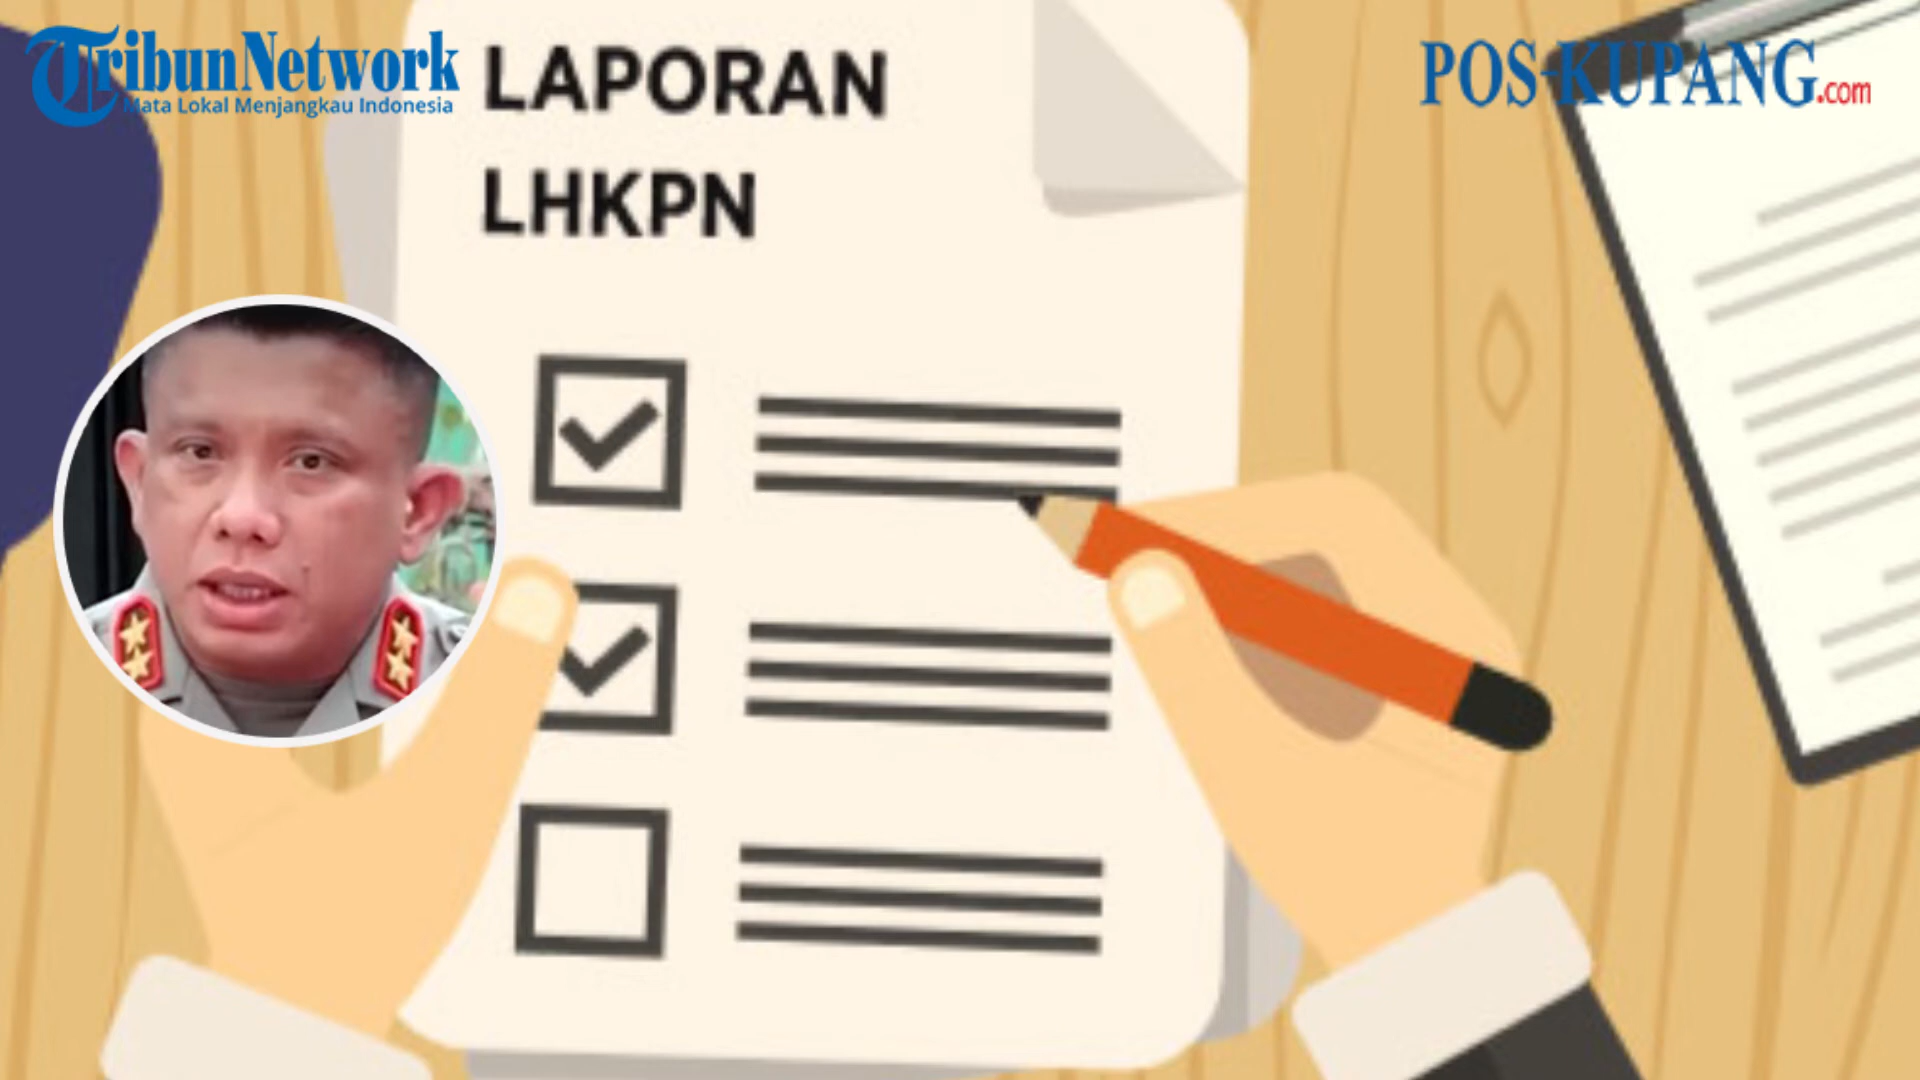 TribunNetwork
Mata Lokal Menjangkau Indonesia
POS-KUPANG.com
LAPORAN
LHKPN